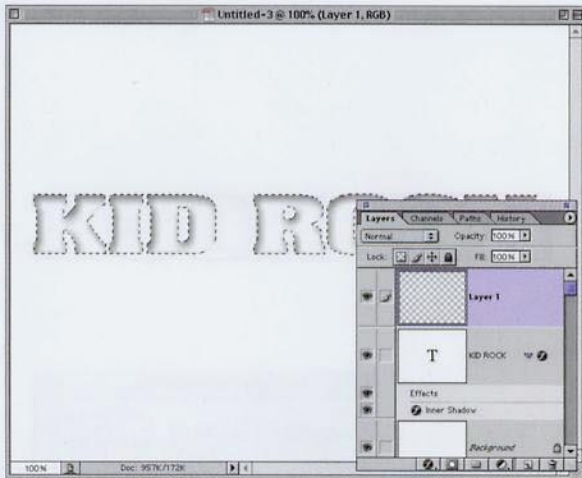 Untitled-3 @ 100% (Layer 1, RGB)
KID ROCK
Layers Channels Paths History
Normal Opacity: 100%
Lock: Fill: 100%
Layer 1
T KID ROCK
Effects
Inner Shadow
Background
100% Doc: 957K/172K